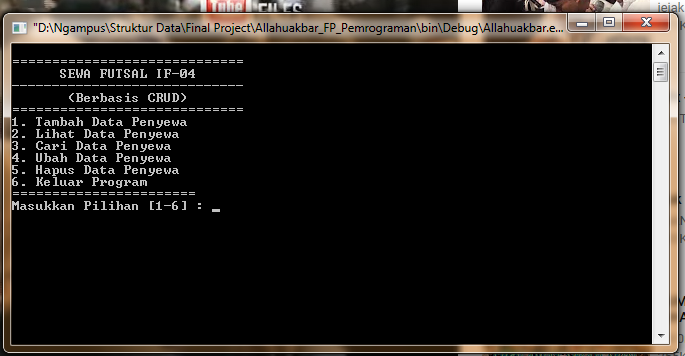 "D:\Ngampus\Struktur Data\Final Project\Allahuakbar_FP_Pemrograman\bin\Debug\Allahuakbar.e...
=============================
SEWA FUTSAL IF-04
-----------------------------
(Berbasis CRUD)
=============================
1. Tambah Data Penyewa
2. Lihat Data Penyewa
3. Cari Data Penyewa
4. Ubah Data Penyewa
5. Hapus Data Penyewa
6. Keluar Program
=======================
Masukkan Pilihan [1-6] : _